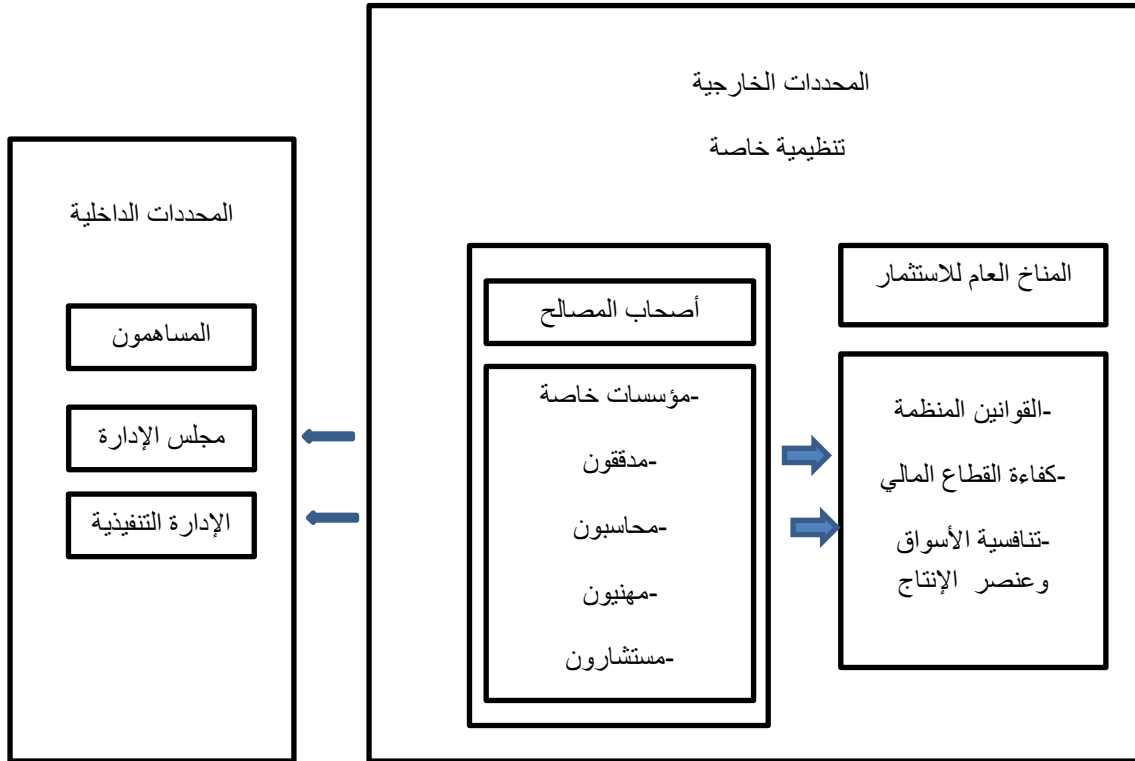 المحددات الخارجية
تنظيمية خاصة
المناخ العام للاستثمار
-القوانين المنظمة
-كفاءة القطاع المالي
-تنافسية الأسواق
وعنصر الإنتاج
أصحاب المصالح
-مؤسسات خاصة
-مدققون
-محاسبون
-مهنيون
-مستشارون
المحددات الداخلية
المساهمون
مجلس الإدارة
الإدارة التنفيذية